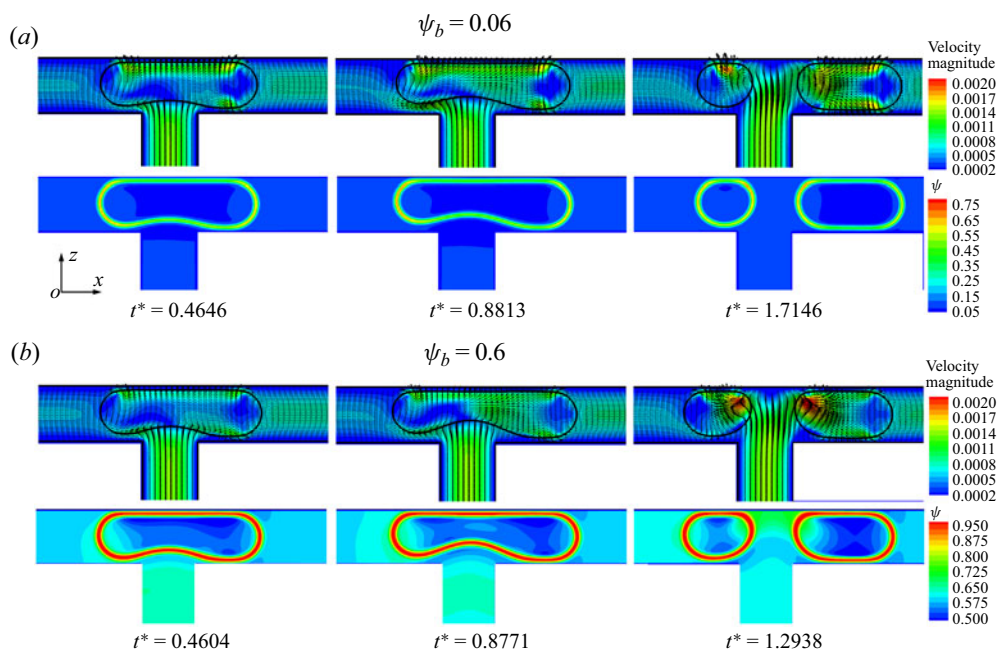 ψb = 0.06
(a)
Velocity
magnitude
0.0020
0.0017
0.0014
0.0011
0.0008
0.0005
0.0002
ψ
0.75
0.65
0.55
0.45
0.35
0.25
0.15
0.05
z
o x
t* = 0.4646
t* = 0.8813
t* = 1.7146
(b)
ψb = 0.6
Velocity
magnitude
0.0020
0.0017
0.0014
0.0011
0.0008
0.0005
0.0002
ψ
0.950
0.875
0.800
0.725
0.650
0.575
0.500
t* = 0.4604
t* = 0.8771
t* = 1.2938